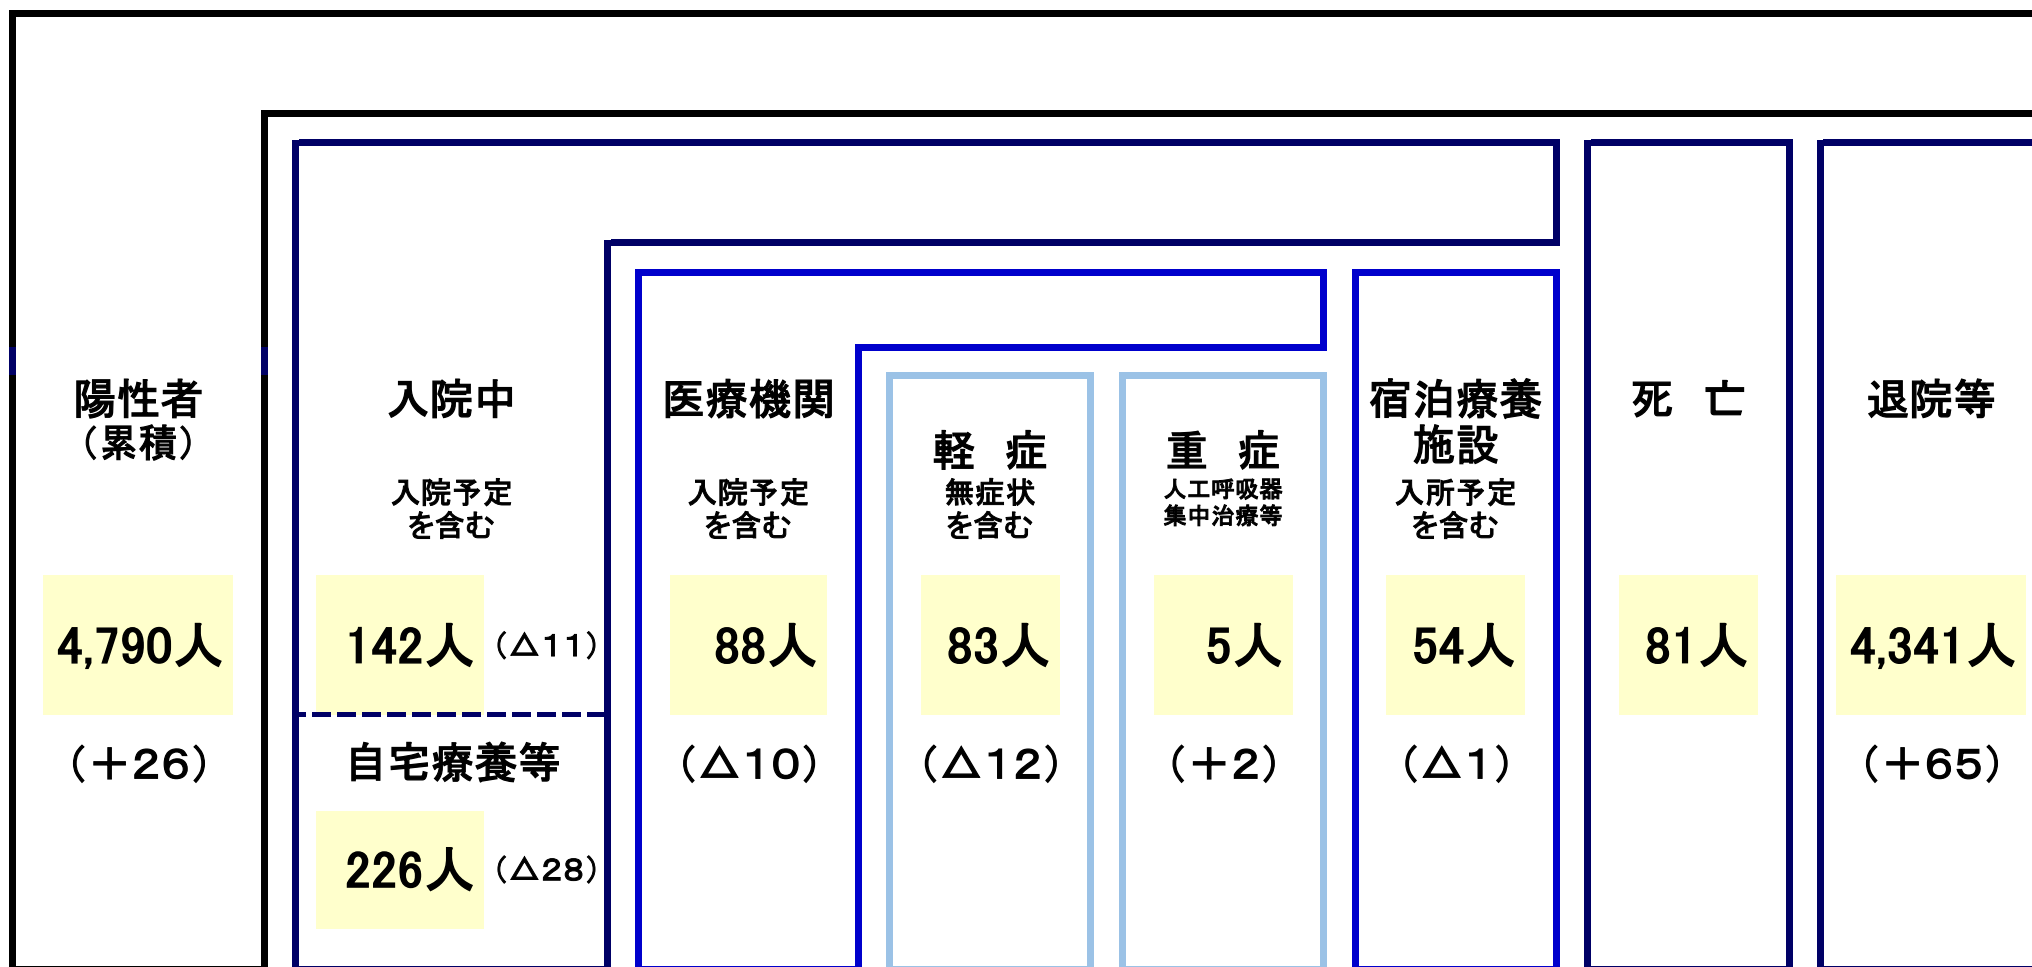 陽性者
（累積）
4,790人
（＋26）
入院中
入院予定
を含む
142人 （△11）
自宅療養等
226人 （△28）
医療機関
入院予定
を含む
88人
（△10）
軽 症
無症状
を含む
83人
（△12）
重 症
人工呼吸器
集中治療等
5人
（＋2）
宿泊療養
施設
入所予定
を含む
54人
（△1）
死 亡
81人
退院等
4,341人
（＋65）